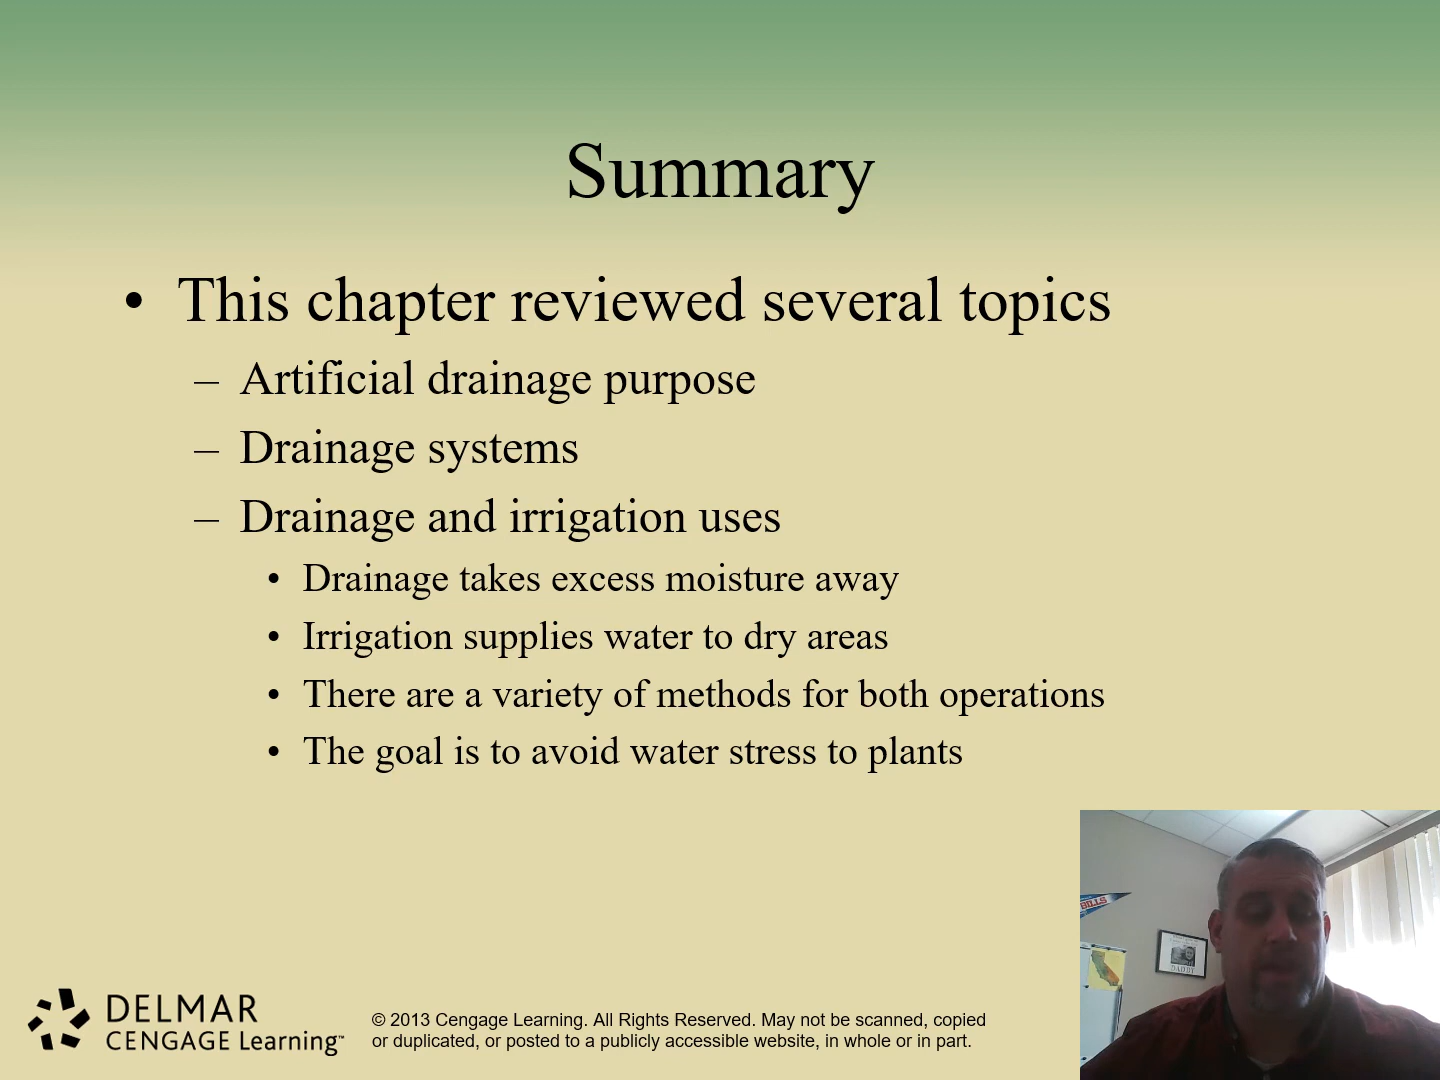 Summary
• This chapter reviewed several topics
– Artificial drainage purpose
– Drainage systems
– Drainage and irrigation uses
• Drainage takes excess moisture away
• Irrigation supplies water to dry areas
• There are a variety of methods for both operations
• The goal is to avoid water stress to plants
BILLS
DADDY
DELMAR
CENGAGE Learning™
© 2013 Cengage Learning. All Rights Reserved. May not be scanned, copied
or duplicated, or posted to a publicly accessible website, in whole or in part.